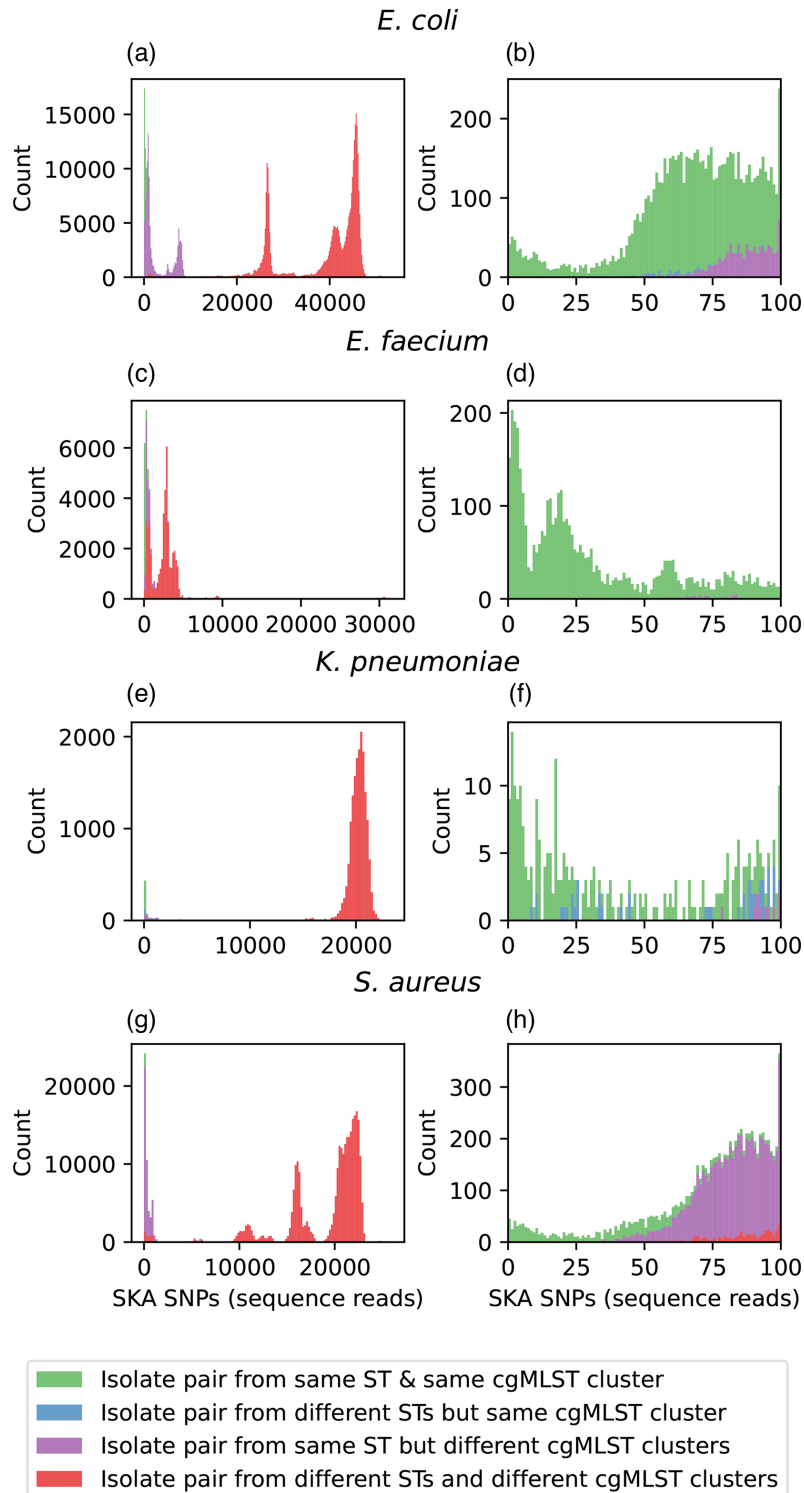 E. coli
(a)
(b)
15000
10000
5000
0
Count
0 20000 40000
200
100
0
Count
0 25 50 75 100
E. faecium
(c)
(d)
6000
4000
2000
0
Count
0 10000 20000 30000
200
100
0
Count
0 25 50 75 100
K. pneumoniae
(e)
(f)
2000
1000
0
Count
0 10000 20000
10
5
0
Count
0 25 50 75 100
S. aureus
(g)
(h)
20000
10000
0
Count
0 10000 20000
SKA SNPs (sequence reads)
300
200
100
0
Count
0 25 50 75 100
SKA SNPs (sequence reads)
Isolate pair from same ST & same cgMLST cluster
Isolate pair from different STs but same cgMLST cluster
Isolate pair from same ST but different cgMLST clusters
Isolate pair from different STs and different cgMLST clusters